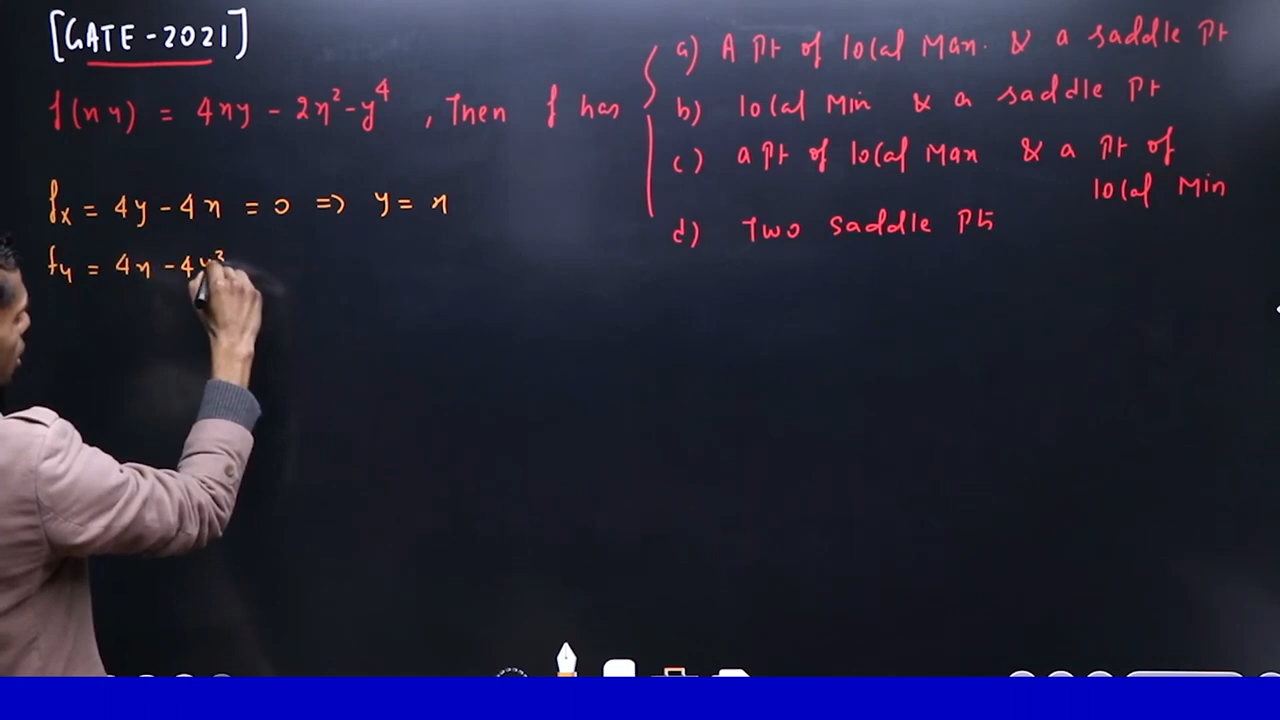 [GATE-2021]
f(x y) = 4xy - 2x² - y⁴ , Then f has
a) A Pt of local Max. & a saddle Pt
b) local Min & a saddle Pt
c) a Pt of local Max & a Pt of
local Min
d) Two saddle Pts
fx = 4y - 4x = 0 => y = x
fy = 4x - 4y³